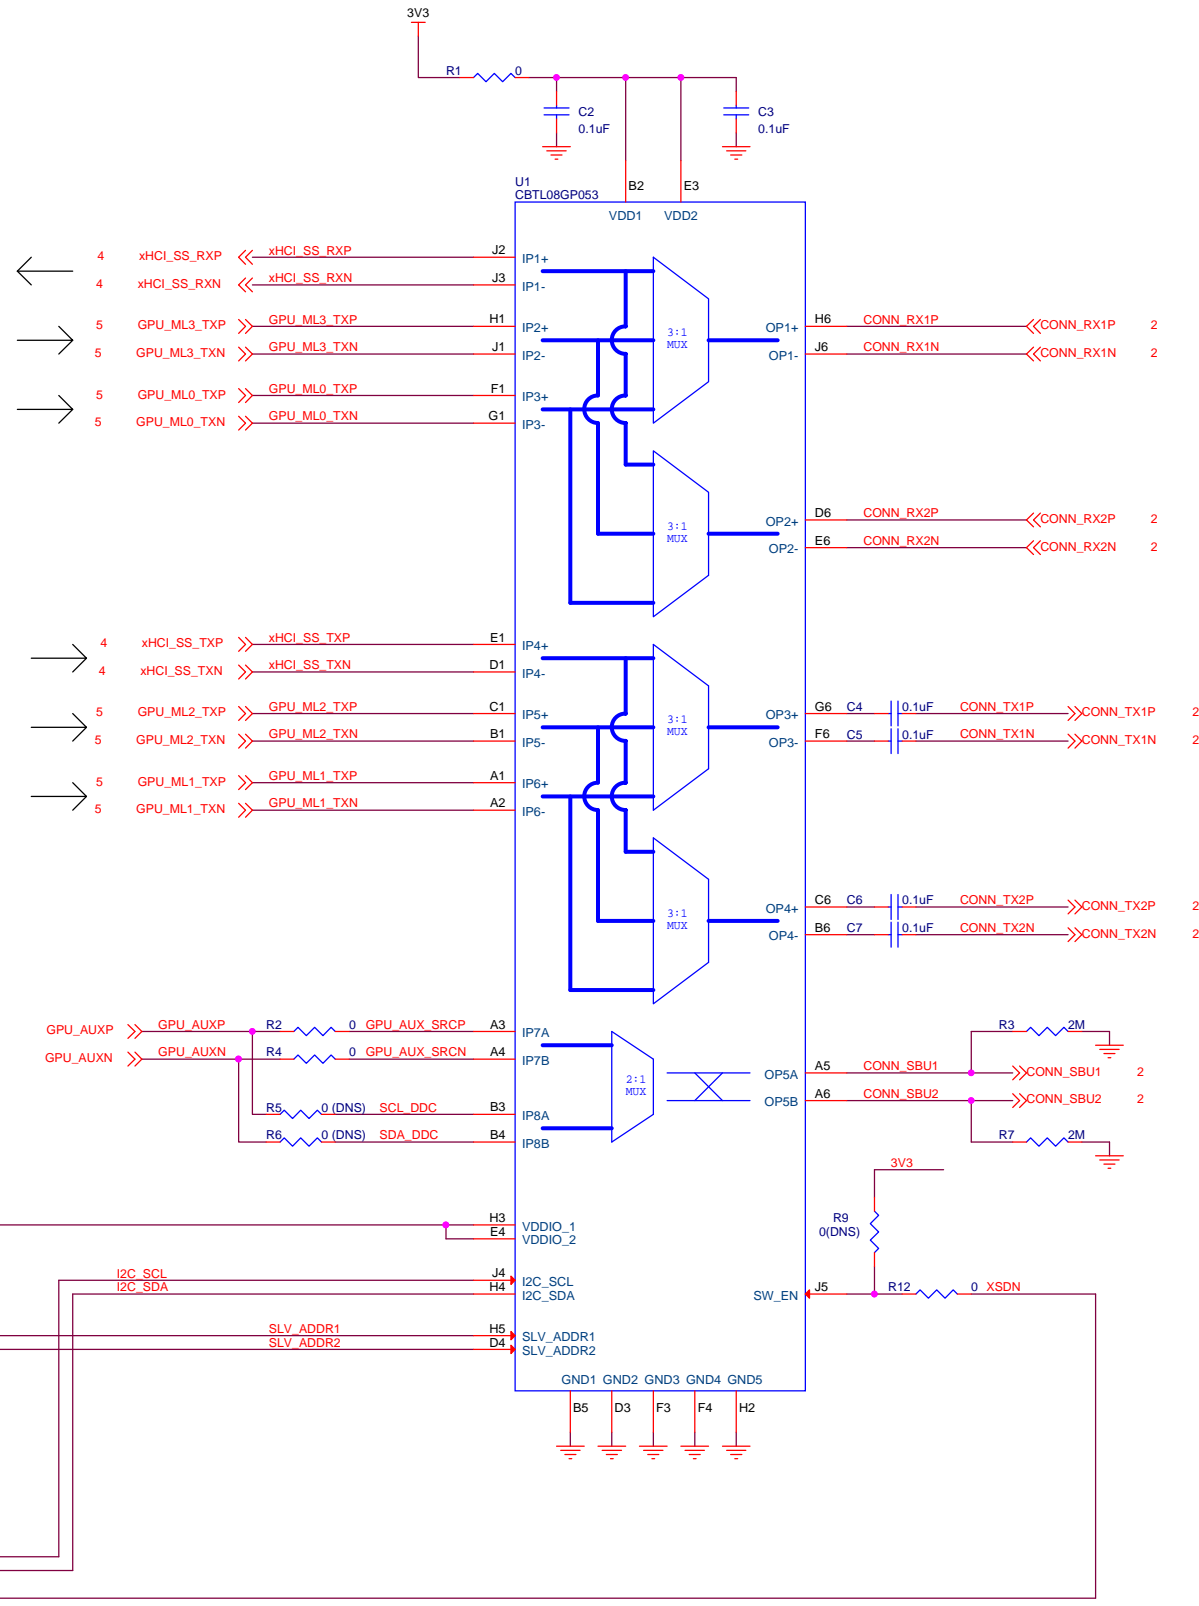 3V3
R1 0
C2 C3
0.1uF 0.1uF
U1
CBTL08GP053
B2 E3
VDD1 VDD2
4 xHCI_SS_RXP xHCI_SS_RXP J2 IP1+
4 xHCI_SS_RXN xHCI_SS_RXN J3 IP1-
5 GPU_ML3_TXP GPU_ML3_TXP H1 IP2+ 3:1 MUX OP1+ H6 CONN_RX1P CONN_RX1P 2
5 GPU_ML3_TXN GPU_ML3_TXN J1 IP2- OP1- J6 CONN_RX1N CONN_RX1N 2
5 GPU_ML0_TXP GPU_ML0_TXP F1 IP3+
5 GPU_ML0_TXN GPU_ML0_TXN G1 IP3-
3:1 MUX OP2+ D6 CONN_RX2P CONN_RX2P 2
OP2- E6 CONN_RX2N CONN_RX2N 2
4 xHCI_SS_TXP xHCI_SS_TXP E1 IP4+
4 xHCI_SS_TXN xHCI_SS_TXN D1 IP4-
5 GPU_ML2_TXP GPU_ML2_TXP C1 IP5+ 3:1 MUX OP3+ G6 C4 0.1uF CONN_TX1P CONN_TX1P 2
5 GPU_ML2_TXN GPU_ML2_TXN B1 IP5- OP3- F6 C5 0.1uF CONN_TX1N CONN_TX1N 2
5 GPU_ML1_TXP GPU_ML1_TXP A1 IP6+
5 GPU_ML1_TXN GPU_ML1_TXN A2 IP6-
3:1 MUX OP4+ C6 C6 0.1uF CONN_TX2P CONN_TX2P 2
OP4- B6 C7 0.1uF CONN_TX2N CONN_TX2N 2
GPU_AUXP GPU_AUXP R2 0 GPU_AUX_SRCP A3 IP7A R3 2M
GPU_AUXN GPU_AUXN R4 0 GPU_AUX_SRCN A4 IP7B
2:1 MUX OP5A A5 CONN_SBU1 CONN_SBU1 2
OP5B A6 CONN_SBU2 CONN_SBU2 2
R5 0 (DNS) SCL_DDC B3 IP8A
R6 0 (DNS) SDA_DDC B4 IP8B R7 2M
3V3
H3 VDDIO_1 R9
E4 VDDIO_2 0(DNS)
I2C_SCL J4 I2C_SCL
I2C_SDA H4 I2C_SDA SW_EN J5 R12 0 XSDN
SLV_ADDR1 H5 SLV_ADDR1
SLV_ADDR2 D4 SLV_ADDR2
GND1 GND2 GND3 GND4 GND5
B5 D3 F3 F4 H2